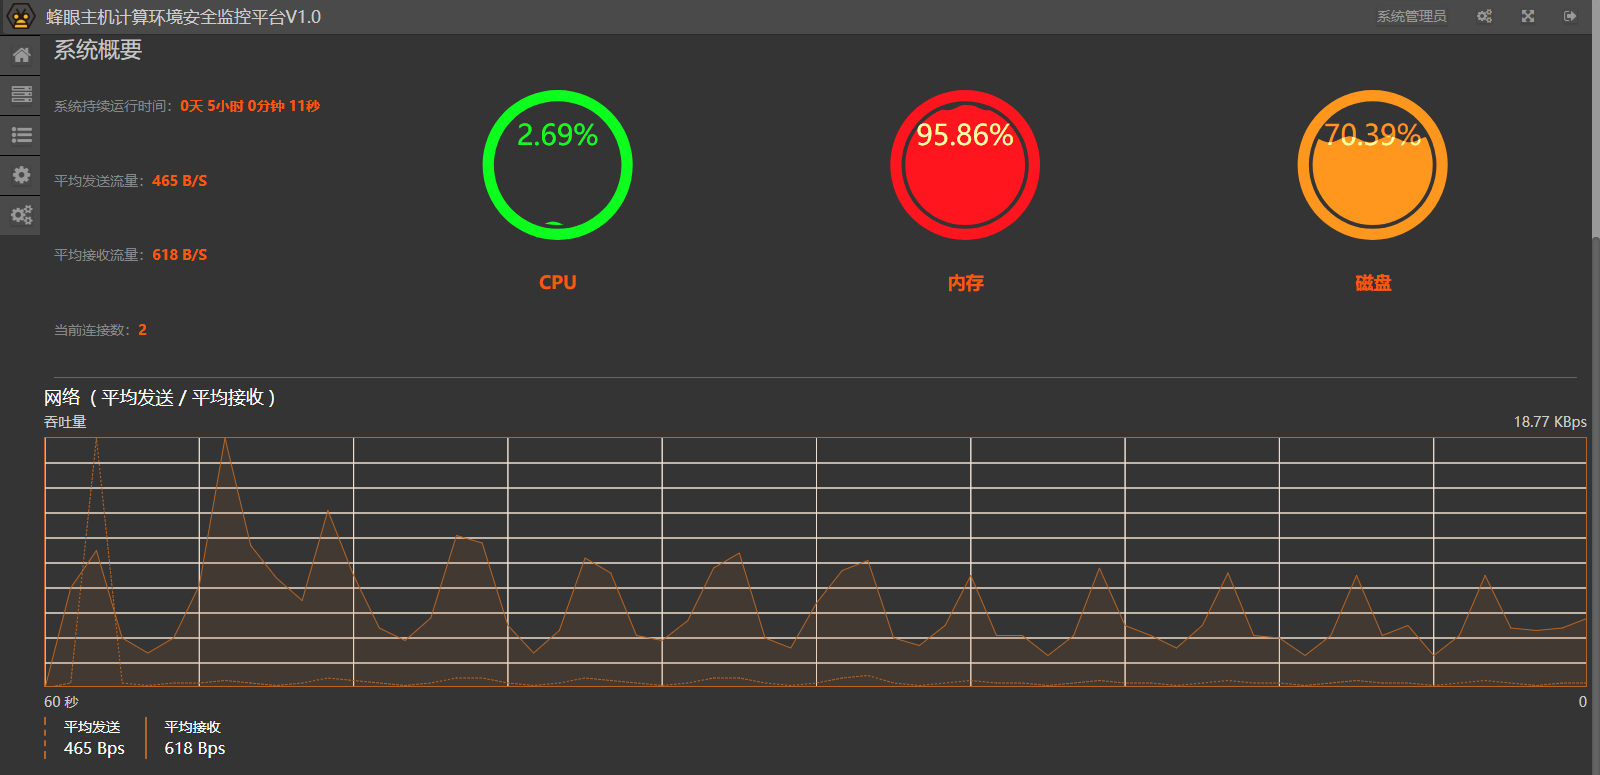 蜂眼主机计算环境安全监控平台V1.0
系统管理员
系统概要
系统持续运行时间：0天 5小时 0分钟 11秒
平均发送流量：465 B/S
平均接收流量：618 B/S
当前连接数：2
2.69%
CPU
95.86%
内存
70.39%
磁盘
网络（平均发送 / 平均接收）
吞吐量
18.77 KBps
60 秒
0
平均发送
465 Bps
平均接收
618 Bps